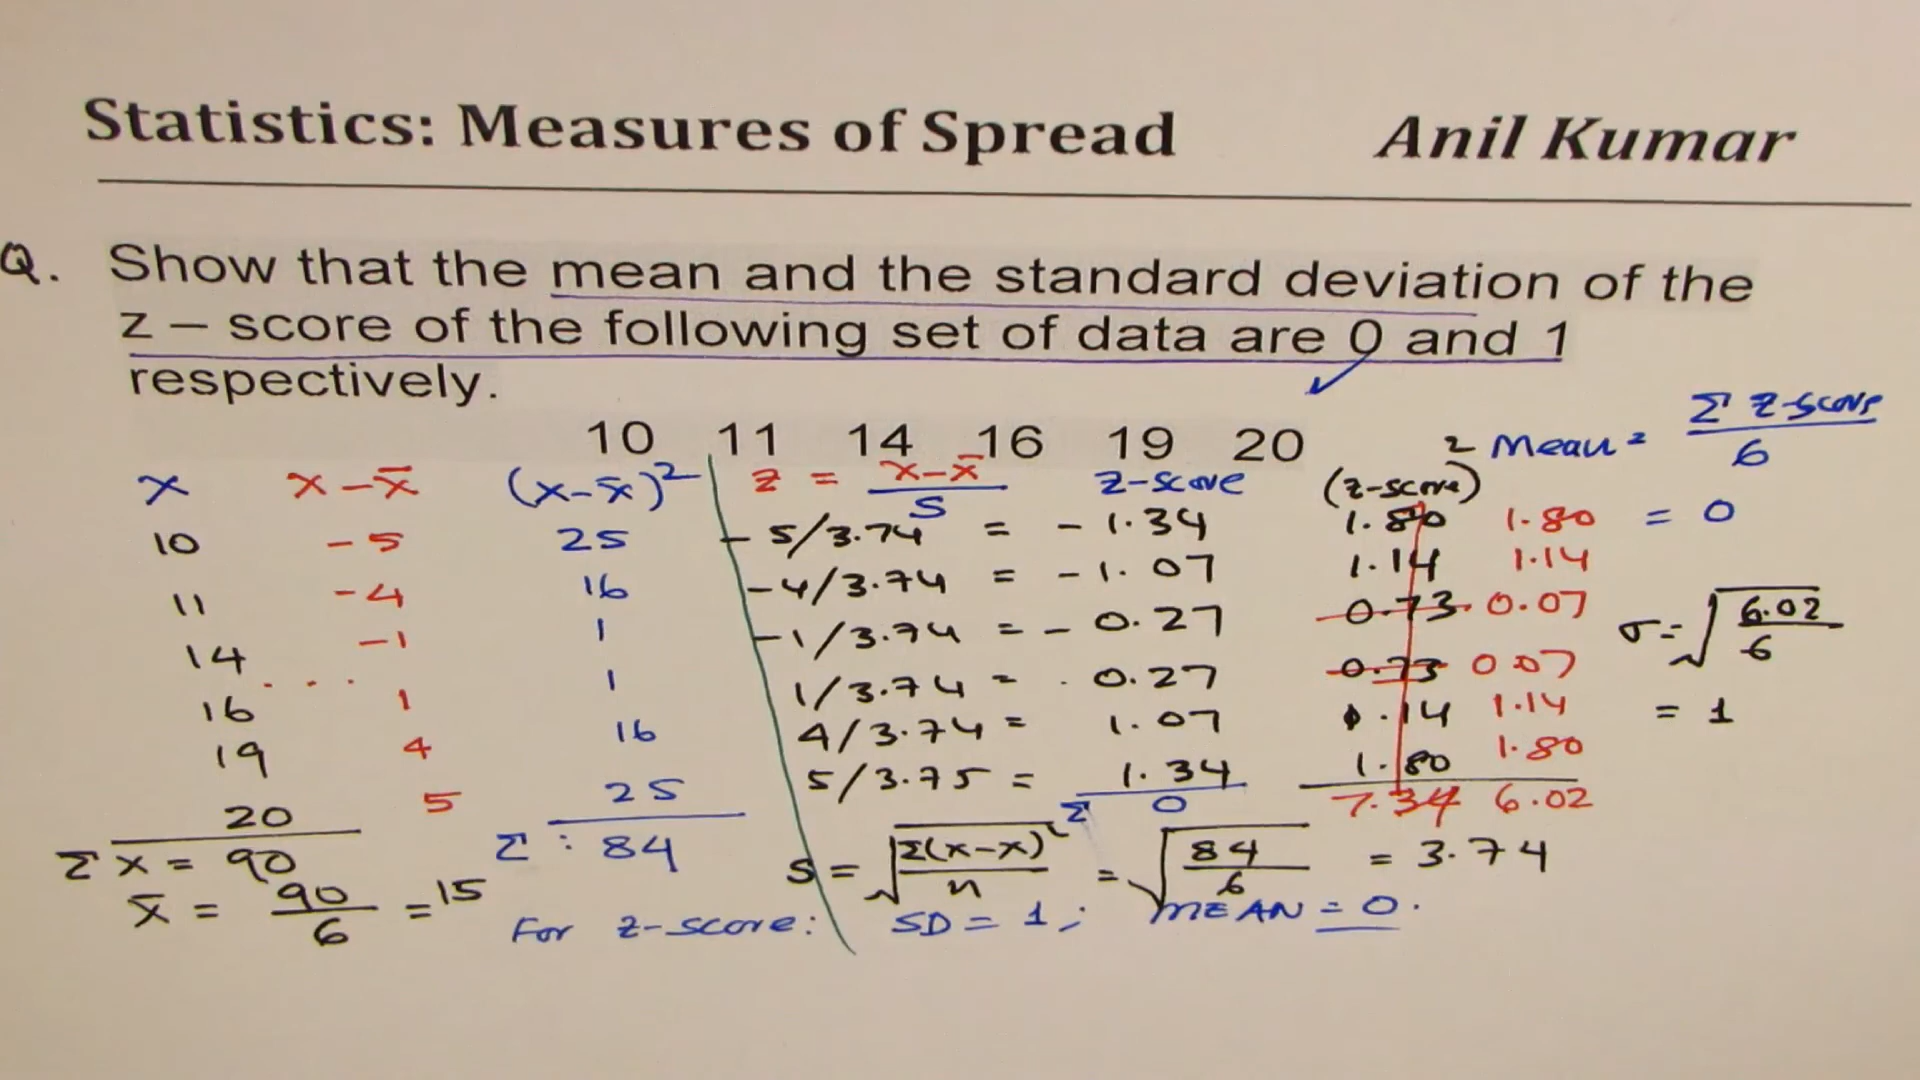 Statistics: Measures of Spread Anil Kumar
Q. Show that the mean and the standard deviation of the
z – score of the following set of data are 0 and 1
respectively.
10 11 14 16 19 20
Mean = Σ z-score / 6
= 0
x x-x̄ (x-x̄)² z = x-x̄ / s z-score (z-score)²
10 -5 25 -5/3.74 = -1.34 1.80 1.80
11 -4 16 -4/3.74 = -1.07 1.14 1.14
14 -1 1 -1/3.74 = -0.27 0.73 0.07
16 1 1 1/3.74 = 0.27 0.73 0.07
19 4 16 4/3.74 = 1.07 1.14 1.14
20 5 25 5/3.75 = 1.34 1.80 1.80
Σx = 90 Σ : 84 Σ 0 7.34 6.02
σ = √6.02/6
= 1
x̄ = 90/6 = 15
s = √Σ(x-x)²/n = √84/6 = 3.74
For z-score: SD = 1; MEAN = 0.